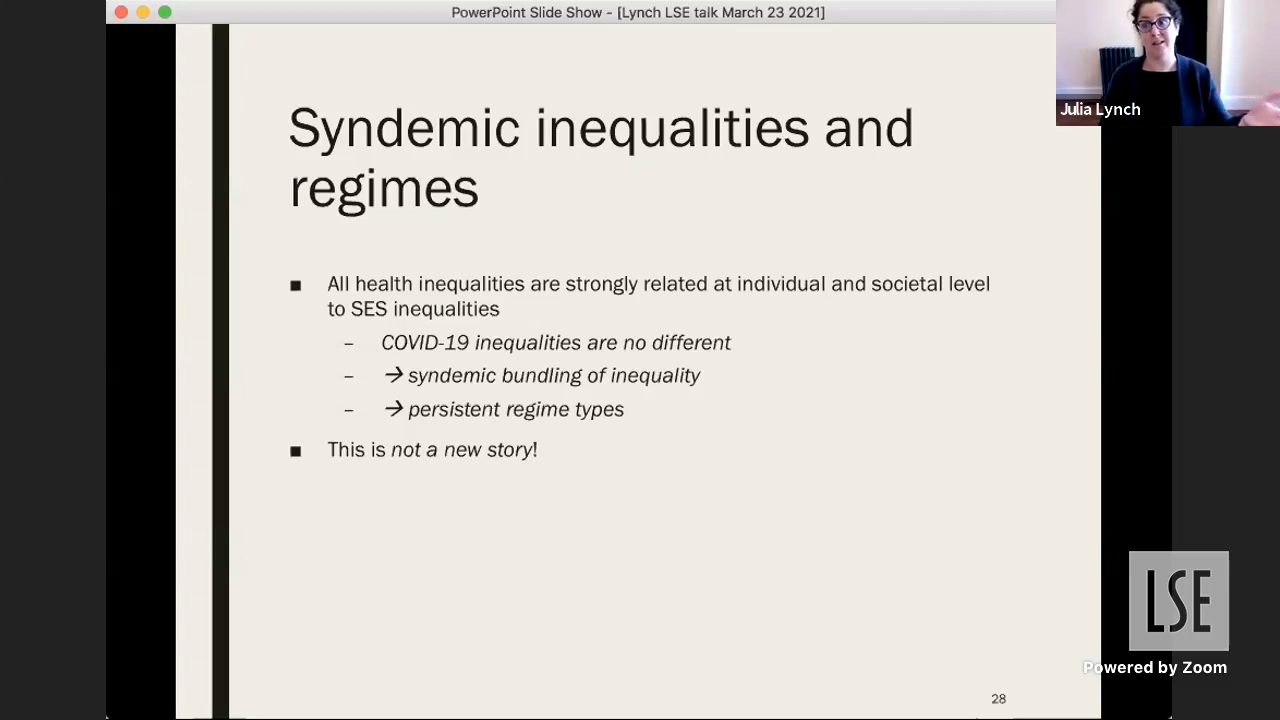 PowerPoint Slide Show - [Lynch LSE talk March 23 2021]
Julia Lynch
Syndemic inequalities and
regimes
■ All health inequalities are strongly related at individual and societal level
to SES inequalities
– COVID-19 inequalities are no different
– → syndemic bundling of inequality
– → persistent regime types
■ This is not a new story!
LSE
Powered by Zoom
28